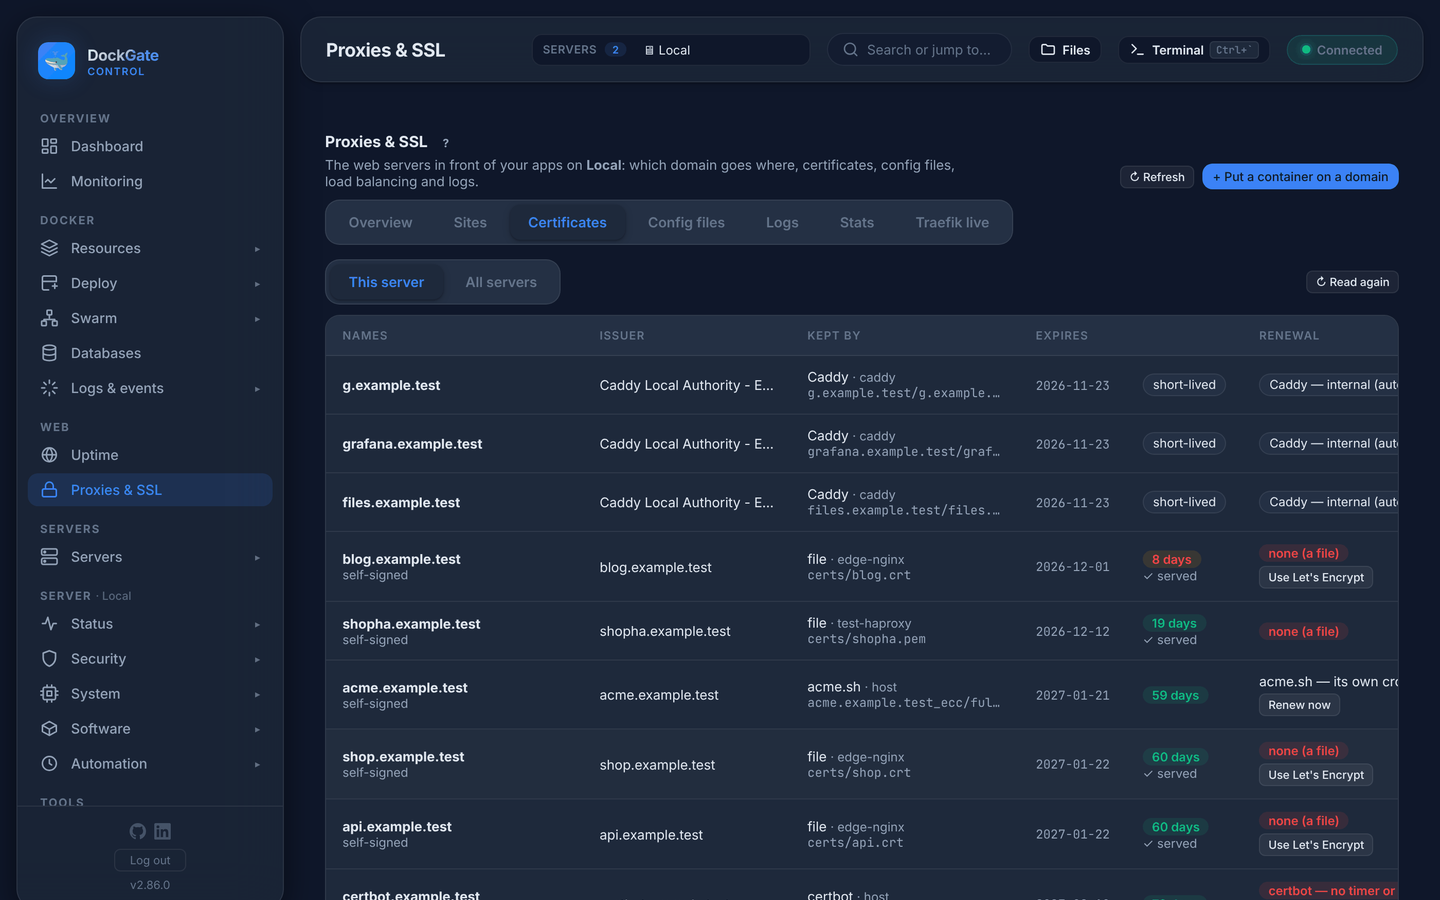 DockGate
CONTROL
OVERVIEW
Dashboard
Monitoring
DOCKER
Resources
Deploy
Swarm
Databases
Logs & events
WEB
Uptime
Proxies & SSL
SERVERS
Servers
SERVER · Local
Status
Security
System
Software
Automation
TOOLS
Log out
v2.86.0
Proxies & SSL
SERVERS 2 Local
Search or jump to...
Files
Terminal Ctrl+`
Connected
Proxies & SSL ?
The web servers in front of your apps on Local: which domain goes where, certificates, config files,
load balancing and logs.
↻ Refresh
+ Put a container on a domain
Overview Sites Certificates Config files Logs Stats Traefik live
This server All servers
↻ Read again
NAMES ISSUER KEPT BY EXPIRES RENEWAL
g.example.test Caddy Local Authority - E... Caddy · caddy 2026-11-23 short-lived Caddy — internal (aut
g.example.test/g.example.…
grafana.example.test Caddy Local Authority - E... Caddy · caddy 2026-11-23 short-lived Caddy — internal (aut
grafana.example.test/graf…
files.example.test Caddy Local Authority - E... Caddy · caddy 2026-11-23 short-lived Caddy — internal (aut
files.example.test/files.…
blog.example.test blog.example.test file · edge-nginx 2026-12-01 8 days none (a file)
self-signed certs/blog.crt ✓ served Use Let's Encrypt
shopha.example.test shopha.example.test file · test-haproxy 2026-12-12 19 days none (a file)
self-signed certs/shopha.pem ✓ served
acme.example.test acme.example.test acme.sh · host 2027-01-21 59 days acme.sh — its own cro
self-signed acme.example.test_ecc/ful… Renew now
shop.example.test shop.example.test file · edge-nginx 2027-01-22 60 days none (a file)
self-signed certs/shop.crt ✓ served Use Let's Encrypt
api.example.test api.example.test file · edge-nginx 2027-01-22 60 days none (a file)
self-signed certs/api.crt ✓ served Use Let's Encrypt
certbot.example.test certbot · host certbot — no timer or